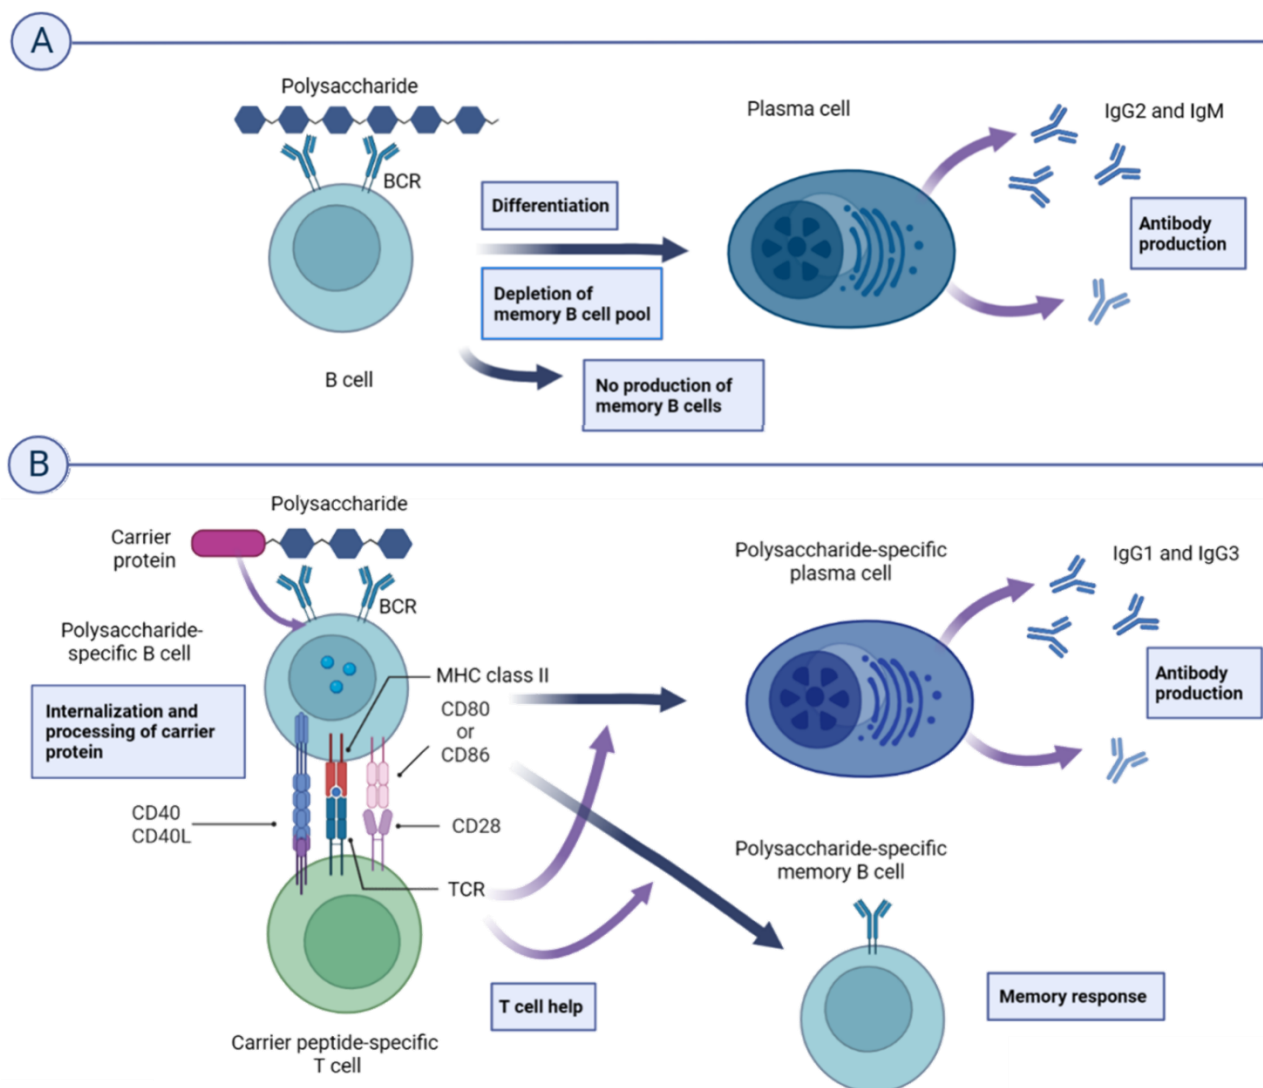 A
Polysaccharide
BCR
B cell
Differentiation
Depletion of
memory B cell pool
No production of
memory B cells
Plasma cell
IgG2 and IgM
Antibody
production
B
Polysaccharide
Carrier
protein
BCR
Polysaccharide-
specific B cell
Internalization and
processing of carrier
protein
MHC class II
CD80
or
CD86
CD40
CD40L
CD28
TCR
T cell help
Carrier peptide-specific
T cell
Polysaccharide-specific
plasma cell
IgG1 and IgG3
Antibody
production
Polysaccharide-specific
memory B cell
Memory response